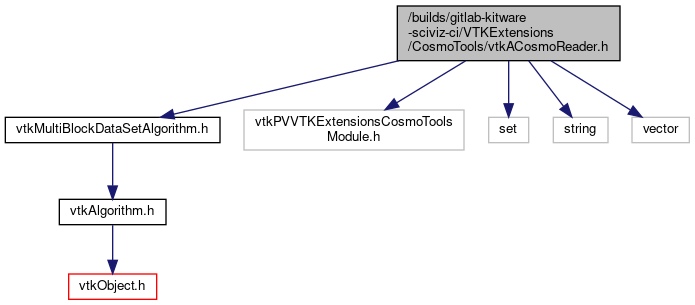 /builds/gitlab-kitware
-sciviz-ci/VTKExtensions
/CosmoTools/vtkACosmoReader.h
vtkMultiBlockDataSetAlgorithm.h
vtkPVVTKExtensionsCosmoTools
Module.h
set
string
vector
vtkAlgorithm.h
vtkObject.h